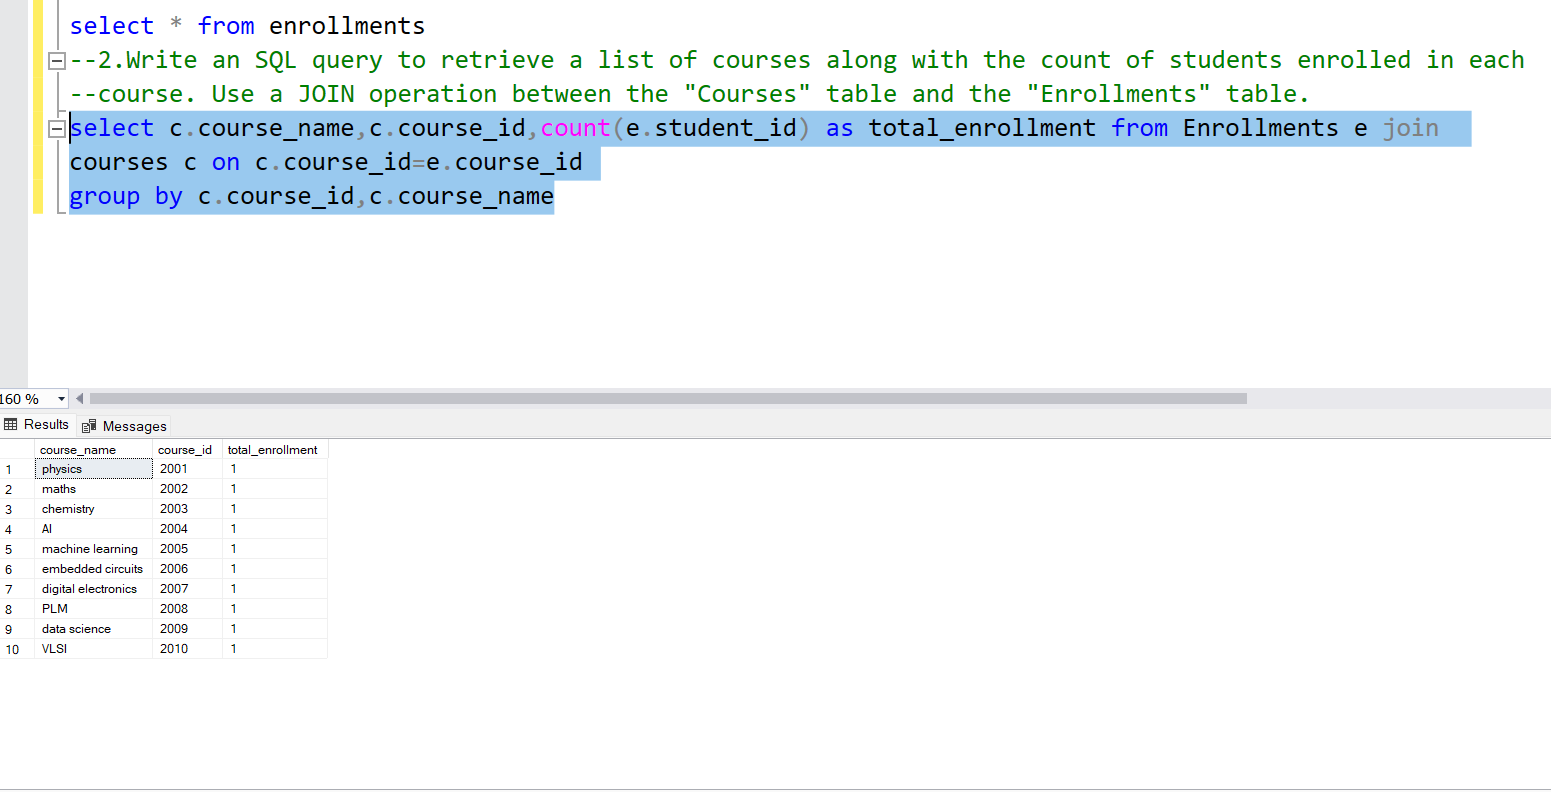 select * from enrollments
--2.Write an SQL query to retrieve a list of courses along with the count of students enrolled in each
--course. Use a JOIN operation between the "Courses" table and the "Enrollments" table.
select c.course_name,c.course_id,count(e.student_id) as total_enrollment from Enrollments e join
courses c on c.course_id=e.course_id
group by c.course_id,c.course_name
160 %
Results Messages
course_name course_id total_enrollment
1 physics 2001 1
2 maths 2002 1
3 chemistry 2003 1
4 AI 2004 1
5 machine learning 2005 1
6 embedded circuits 2006 1
7 digital electronics 2007 1
8 PLM 2008 1
9 data science 2009 1
10 VLSI 2010 1